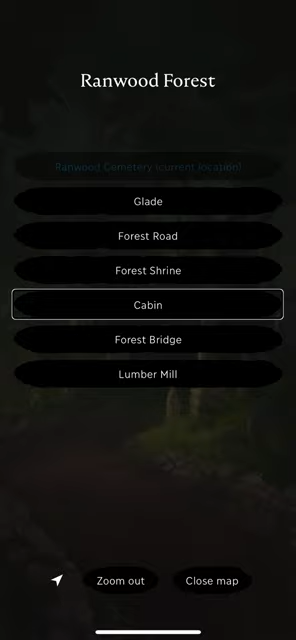 Ranwood Forest
Ranwood Cemetery (current location)
Glade
Forest Road
Forest Shrine
Cabin
Forest Bridge
Lumber Mill
Zoom out
Close map